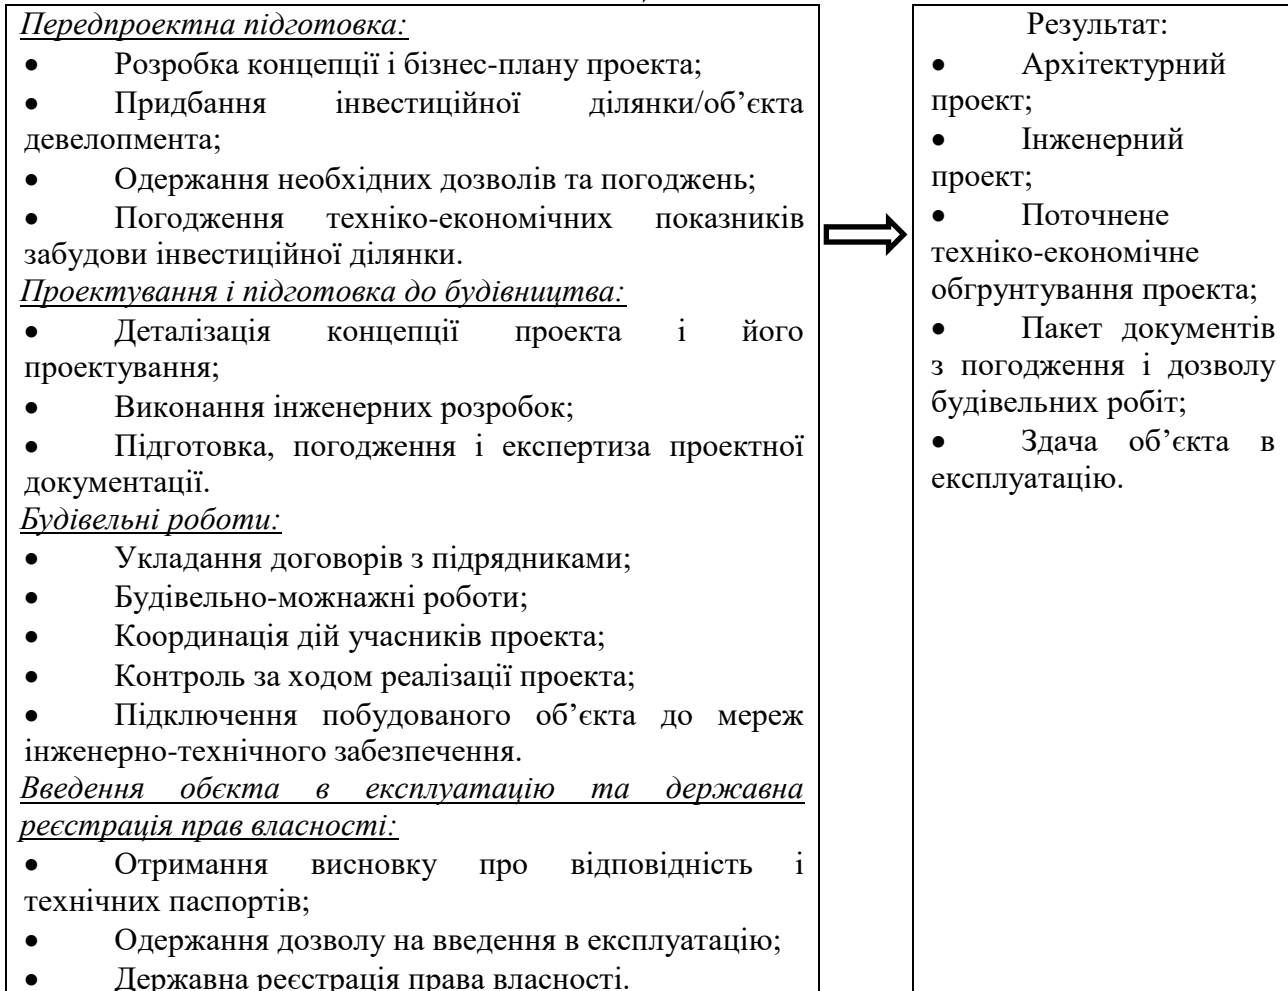 Передпроектна підготовка:
• Розробка концепції і бізнес-плану проекта;
• Придбання інвестиційної ділянки/об’єкта
девелопмента;
• Одержання необхідних дозволів та погоджень;
• Погодження техніко-економічних показників
забудови інвестиційної ділянки.
Проектування і підготовка до будівництва:
• Деталізація концепції проекта і його
проектування;
• Виконання інженерних розробок;
• Підготовка, погодження і експертиза проектної
документації.
Будівельні роботи:
• Укладання договорів з підрядниками;
• Будівельно-можнажні роботи;
• Координація дій учасників проекта;
• Контроль за ходом реалізації проекта;
• Підключення побудованого об’єкта до мереж
інженерно-технічного забезпечення.
Введення обєкта в експлуатацію та державна
реєстрація прав власності:
• Отримання висновку про відповідність і
технічних паспортів;
• Одержання дозволу на введення в експлуатацію;
• Державна реєстрація права власності.
Результат:
• Архітектурний
проект;
• Інженерний
проект;
• Поточнене
техніко-економічне
обгрунтування проекта;
• Пакет документів
з погодження і дозволу
будівельних робіт;
• Здача об’єкта в
експлуатацію.